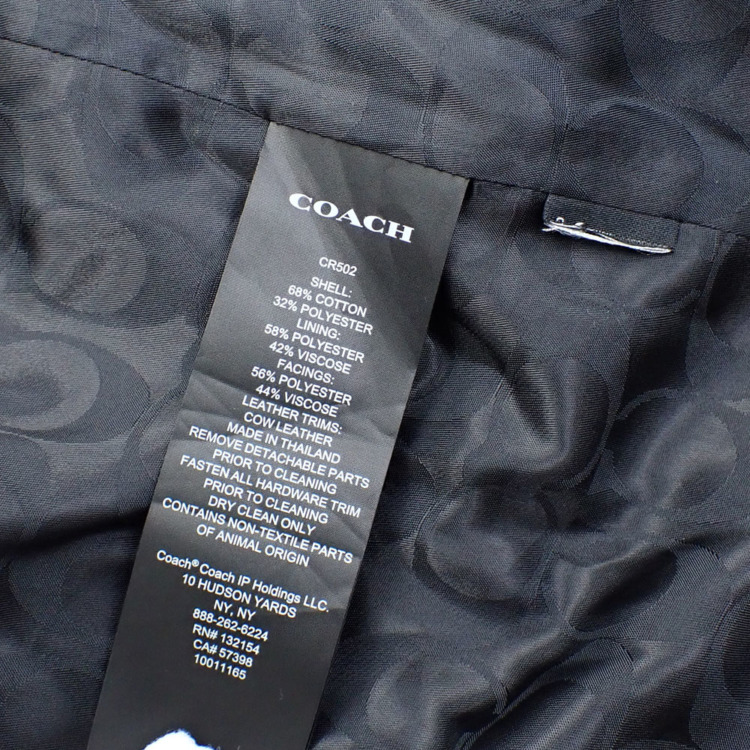 COACH
CR502
SHELL:
68% COTTON
32% POLYESTER
LINING:
58% POLYESTER
42% VISCOSE
FACINGS:
56% POLYESTER
44% VISCOSE
LEATHER TRIMS:
COW LEATHER
MADE IN THAILAND
REMOVE DETACHABLE PARTS
PRIOR TO CLEANING
FASTEN ALL HARDWARE TRIM
PRIOR TO CLEANING
DRY CLEAN ONLY
CONTAINS NON-TEXTILE PARTS
OF ANIMAL ORIGIN
Coach® Coach IP Holdings LLC.
10 HUDSON YARDS
NY, NY
888-262-6224
RN# 132154
CA# 57398
10011165